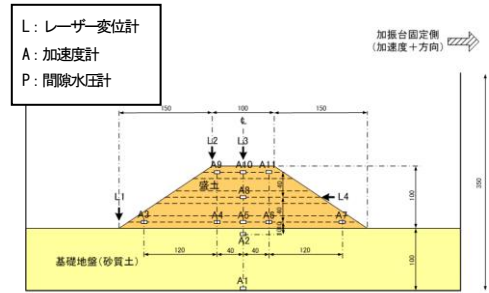 L：レーザー変位計
A：加速度計
P：間隙水圧計
加振台固定側
(加速度＋方向)
150 100 150
℄
L2 L3
A9 A10 A11
盛土
40
A8
L1 L4
40
100
350
A3 A4 A5 A6 A7
A2
120 40 40 120
基礎地盤(砂質土)
100
A1